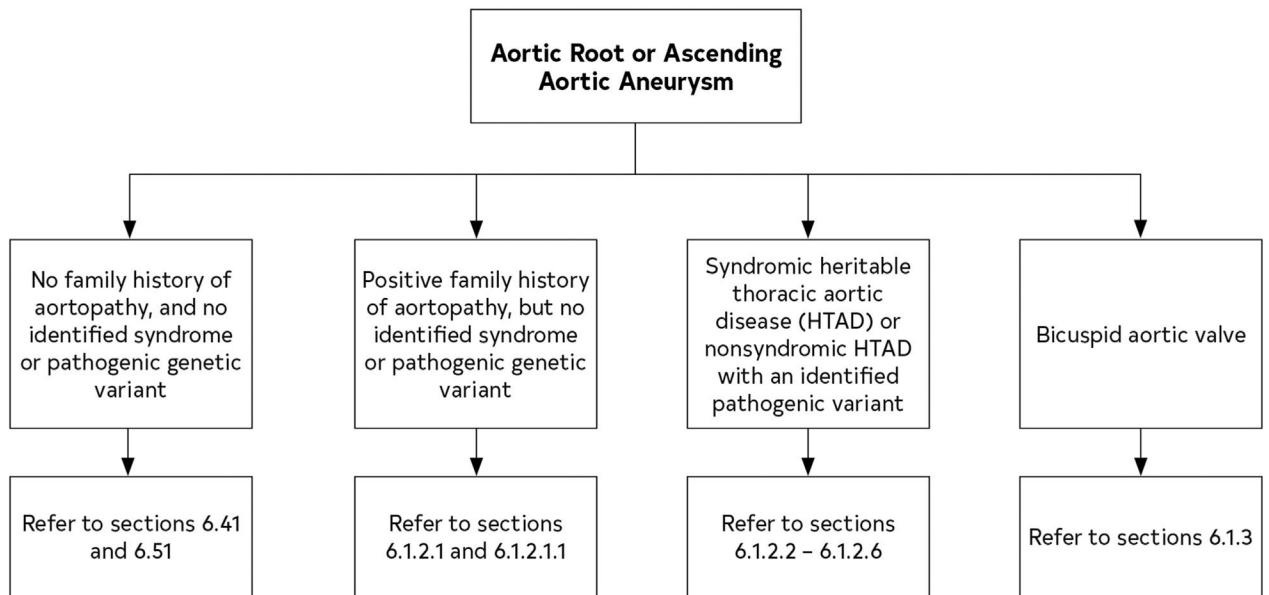 Aortic Root or Ascending
Aortic Aneurysm
No family history of
aortopathy, and no
identified syndrome
or pathogenic genetic
variant
Positive family history
of aortopathy, but no
identified syndrome
or pathogenic genetic
variant
Syndromic heritable
thoracic aortic
disease (HTAD) or
nonsyndromic HTAD
with an identified
pathogenic variant
Bicuspid aortic valve
Refer to sections 6.41
and 6.51
Refer to sections
6.1.2.1 and 6.1.2.1.1
Refer to sections
6.1.2.2 – 6.1.2.6
Refer to sections 6.1.3